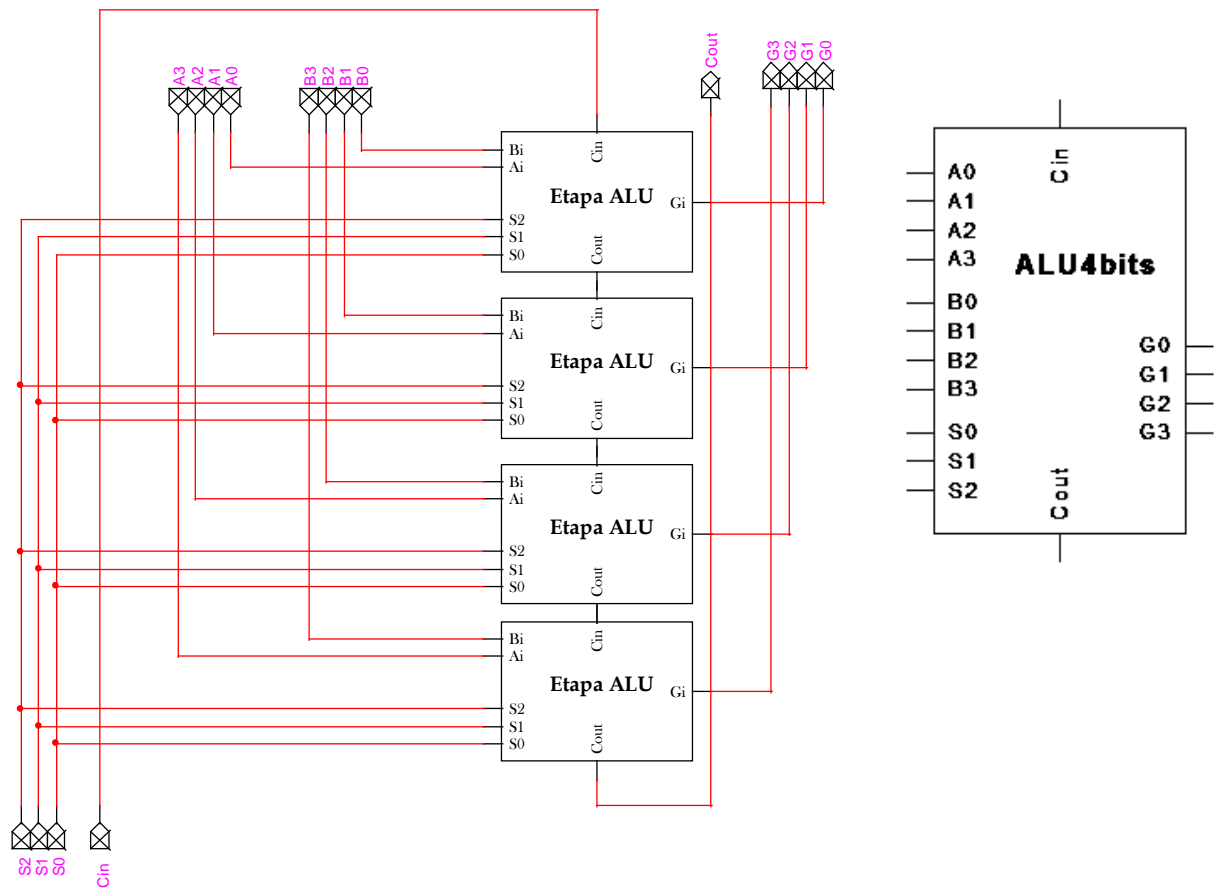 A3
A2
A1
A0
B3
B2
B1
B0
Cout
G3
G2
G1
G0
Bi
Ai
S2
S1
S0
Cin
Etapa ALU
Cout
Gi
Bi
Ai
S2
S1
S0
Cin
Etapa ALU
Cout
Gi
Bi
Ai
S2
S1
S0
Cin
Etapa ALU
Cout
Gi
Bi
Ai
S2
S1
S0
Cin
Etapa ALU
Cout
Gi
S2
S1
S0
Cin
A0
A1
A2
A3
B0
B1
B2
B3
S0
S1
S2
Cin
ALU4bits
Cout
G0
G1
G2
G3